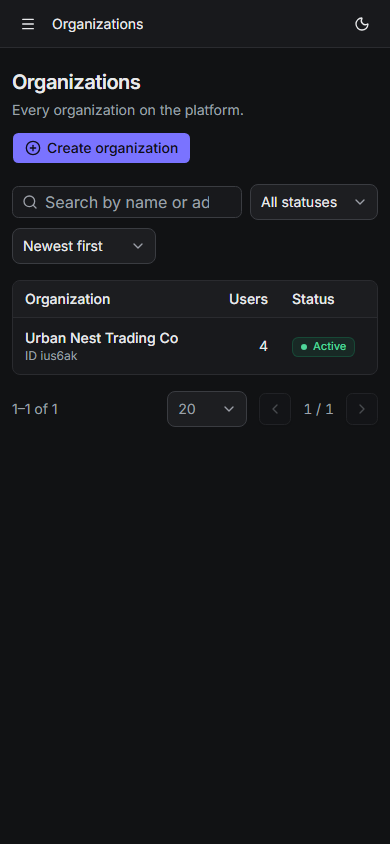 Organizations
Organizations
Every organization on the platform.
Create organization
Search by name or ad
All statuses
Newest first
Organization Users Status
Urban Nest Trading Co 4 Active
ID ius6ak
1–1 of 1 20 1 / 1